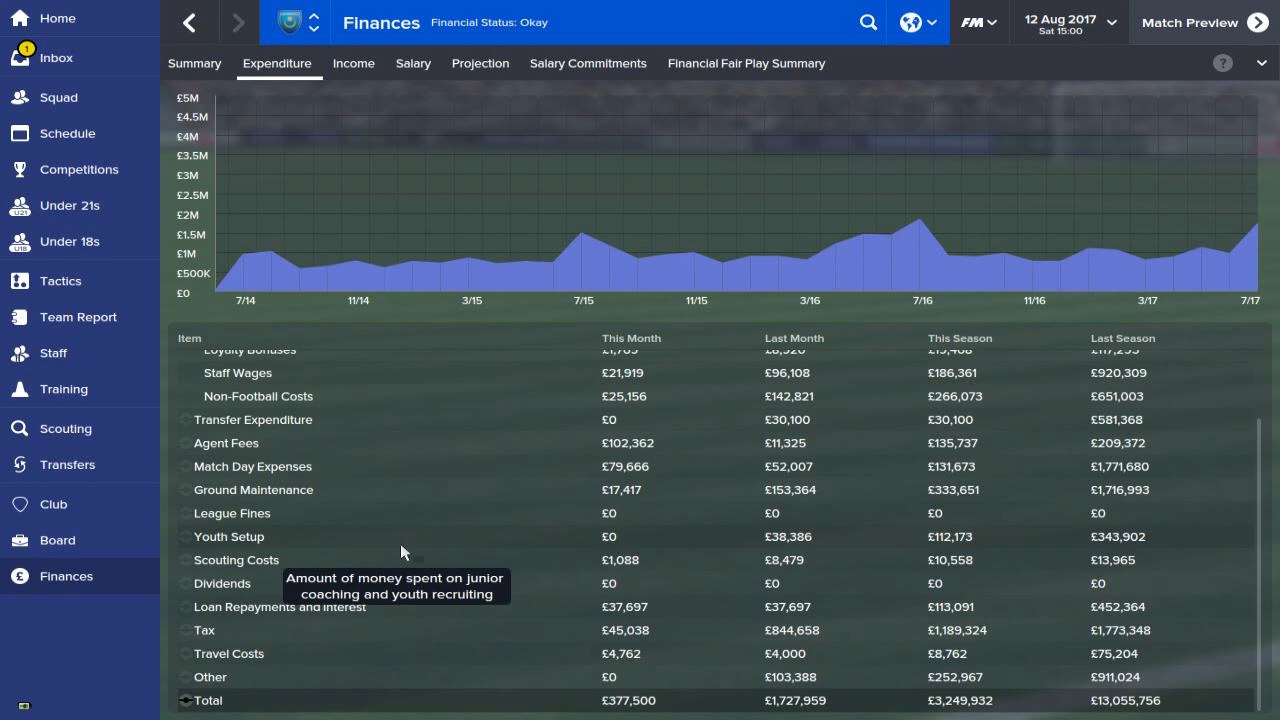 Home
Finances
Financial Status: Okay
FM
12 Aug 2017
Sat 15:00
Match Preview
1
Inbox
Squad
Schedule
Competitions
U21
Under 21s
U18
Under 18s
Tactics
Team Report
Staff
Training
Scouting
Transfers
Club
Board
£
Finances
Summary
Expenditure
Income
Salary
Projection
Salary Commitments
Financial Fair Play Summary
?
£5M
£4.5M
£4M
£3.5M
£3M
£2.5M
£2M
£1.5M
£1M
£500K
£0
7/14 11/14 3/15 7/15 11/15 3/16 7/16 11/16 3/17 7/17
Item This Month Last Month This Season Last Season
Loyalty Bonuses
Staff Wages £21,919 £96,108 £186,361 £920,309
Non-Football Costs £25,156 £142,821 £266,073 £651,003
Transfer Expenditure £0 £30,100 £30,100 £581,368
Agent Fees £102,362 £11,325 £135,737 £209,372
Match Day Expenses £79,666 £52,007 £131,673 £1,771,680
Ground Maintenance £17,417 £153,364 £333,651 £1,716,993
League Fines £0 £0 £0 £0
Youth Setup £0 £38,386 £112,173 £343,902
Scouting Costs £1,088 £8,479 £10,558 £13,965
Dividends £0 £0 £0 £0
Amount of money spent on junior
coaching and youth recruiting
Loan Repayments and Interest £37,697 £37,697 £113,091 £452,364
Tax £45,038 £844,658 £1,189,324 £1,773,348
Travel Costs £4,762 £4,000 £8,762 £75,204
Other £0 £103,388 £252,967 £911,024
Total £377,500 £1,727,959 £3,249,932 £13,055,756